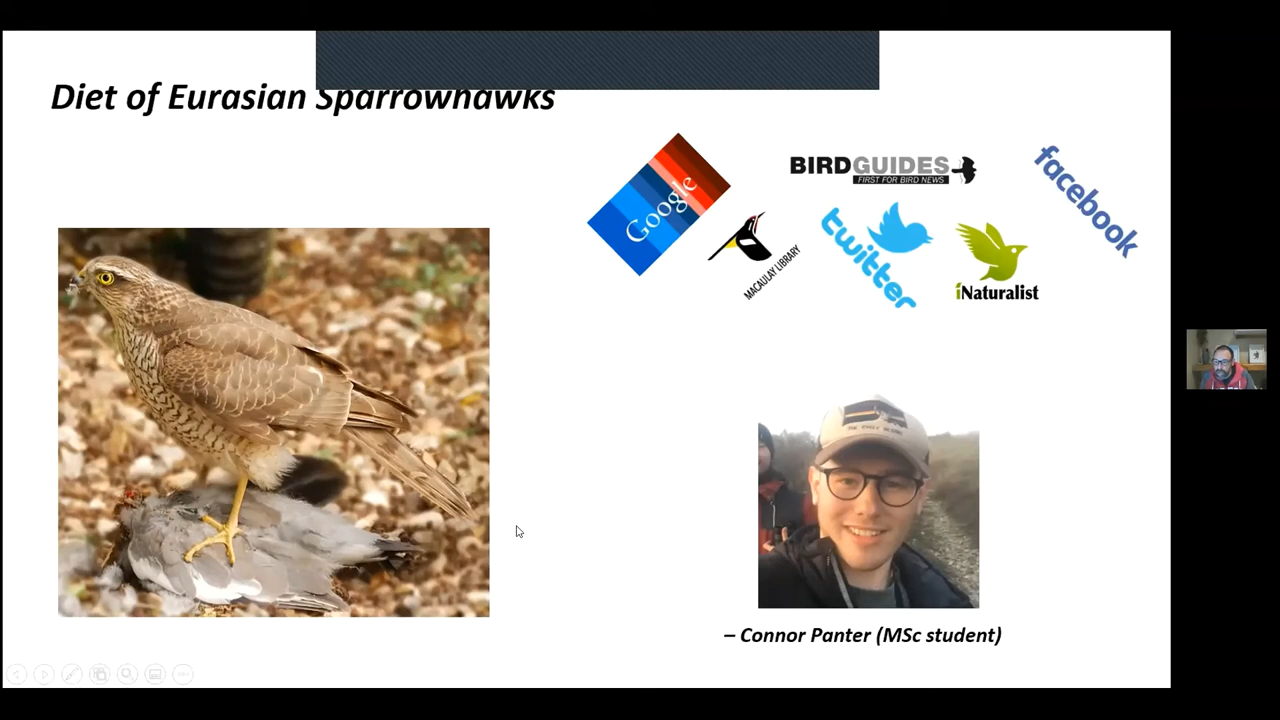 Diet of Eurasian Sparrowhawks
Google
MACAULAY LIBRARY
BIRDGUIDES
FIRST FOR BIRD NEWS
twitter
iNaturalist
facebook
– Connor Panter (MSc student)